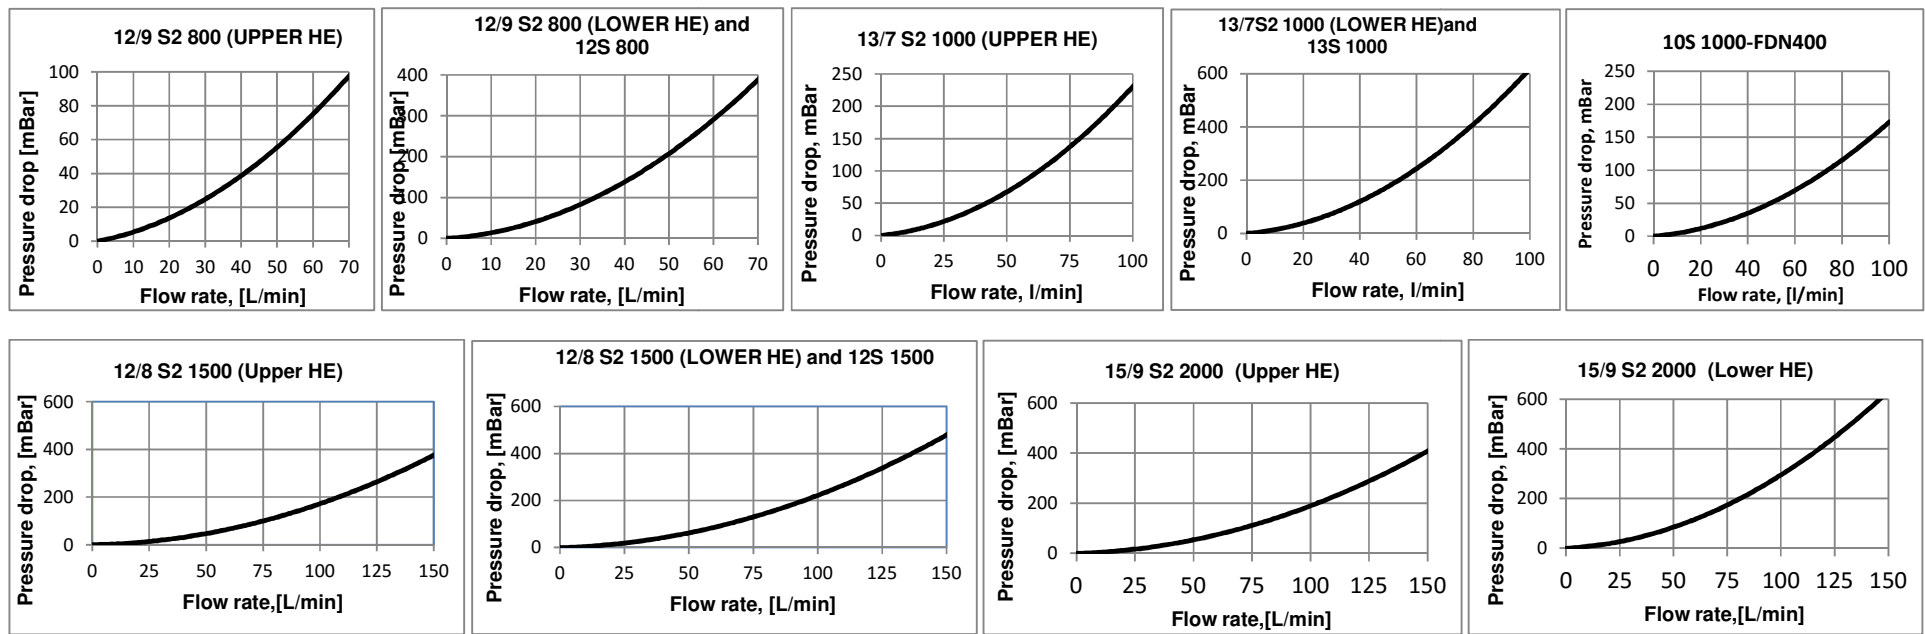 12/9 S2 800 (UPPER HE)
Pressure drop [mBar]
100
80
60
40
20
0
0 10 20 30 40 50 60 70
Flow rate, [L/min]
12/9 S2 800 (LOWER HE) and
12S 800
Pressure drop, [mbar]
400
300
200
100
0
0 10 20 30 40 50 60 70
Flow rate, [L/min]
13/7 S2 1000 (UPPER HE)
Pressure drop, mBar
250
200
150
100
50
0
0 25 50 75 100
Flow rate, l/min]
13/7S2 1000 (LOWER HE)and
13S 1000
Pressure drop, mBar
600
400
200
0
0 20 40 60 80 100
Flow rate, l/min]
10S 1000-FDN400
Pressure drop, mBar
250
200
150
100
50
0
0 20 40 60 80 100
Flow rate, [l/min]
12/8 S2 1500 (Upper HE)
Pressure drop, [mBar]
600
400
200
0
0 25 50 75 100 125 150
Flow rate,[L/min]
12/8 S2 1500 (LOWER HE) and 12S 1500
Pressure drop, [mBar]
600
400
200
0
0 25 50 75 100 125 150
Flow rate, [L/min]
15/9 S2 2000 (Upper HE)
Pressure drop, [mBar]
600
400
200
0
0 25 50 75 100 125 150
Flow rate,[L/min]
15/9 S2 2000 (Lower HE)
Pressure drop, [mBar]
600
400
200
0
0 25 50 75 100 125 150
Flow rate,[L/min]